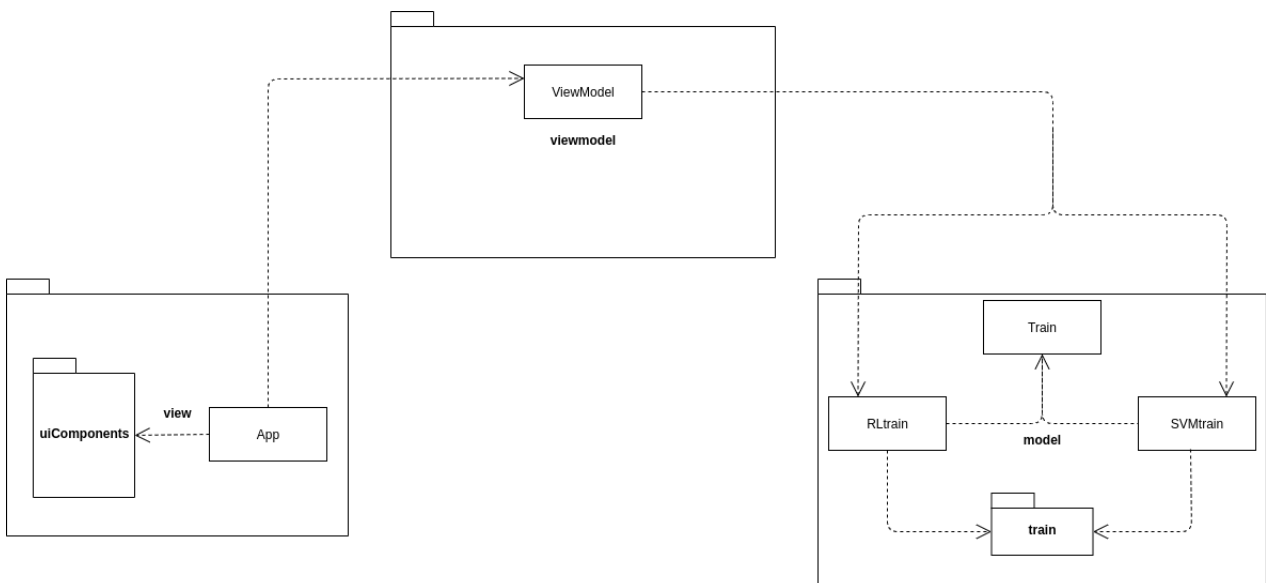 ViewModel
viewmodel
view
uiComponents
App
Train
RLtrain
model
SVMtrain
train